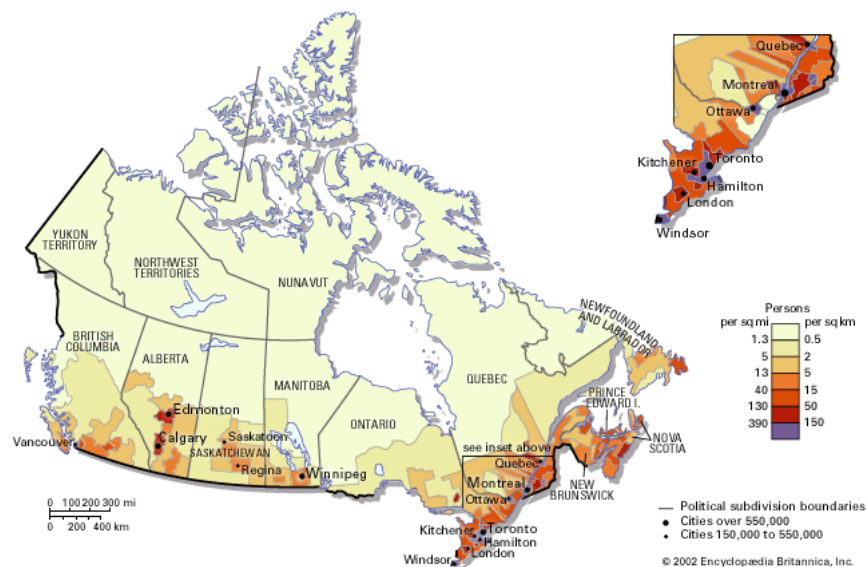 YUKON
TERRITORY
NORTHWEST
TERRITORIES
NUNAVUT
BRITISH
COLUMBIA
ALBERTA
MANITOBA
SASKATCHEWAN
ONTARIO
QUEBEC
NEWFOUNDLAND
AND LABRADOR
PRINCE
EDWARD I.
NOVA
SCOTIA
NEW
BRUNSWICK
Edmonton
Calgary
Vancouver
Saskatoon
Regina
Winnipeg
see inset above
Quebec
Montreal
Ottawa
Kitchener
Toronto
Hamilton
London
Windsor
0 100 200 300 mi
0 200 400 km
Quebec
Montreal
Ottawa
Kitchener
Toronto
Hamilton
London
Windsor
Persons
per sq mi per sq km
1.3 0.5
5 2
13 5
40 15
130 50
390 150
Political subdivision boundaries
Cities over 550,000
Cities 150,000 to 550,000
© 2002 Encyclopædia Britannica, Inc.